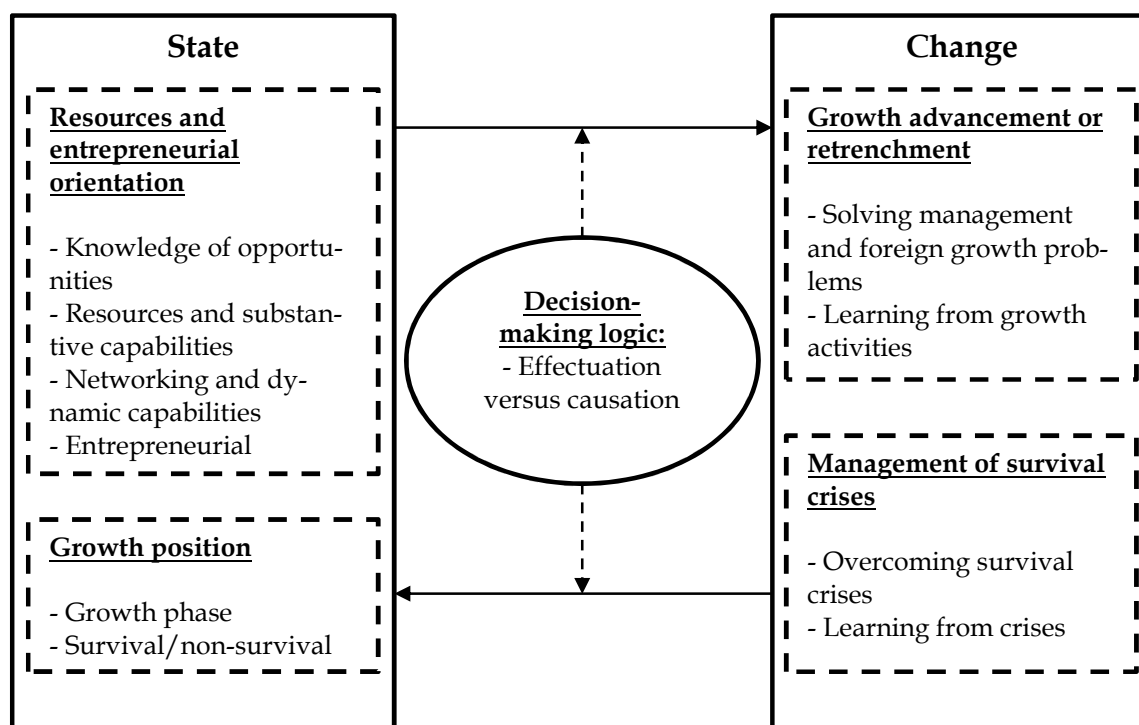 State
Resources and
entrepreneurial
orientation
- Knowledge of opportu-
nities
- Resources and substan-
tive capabilities
- Networking and dy-
namic capabilities
- Entrepreneurial
Growth position
- Growth phase
- Survival/non-survival
Decision-
making logic:
- Effectuation
versus causation
Change
Growth advancement or
retrenchment
- Solving management
and foreign growth prob-
lems
- Learning from growth
activities
Management of survival
crises
- Overcoming survival
crises
- Learning from crises